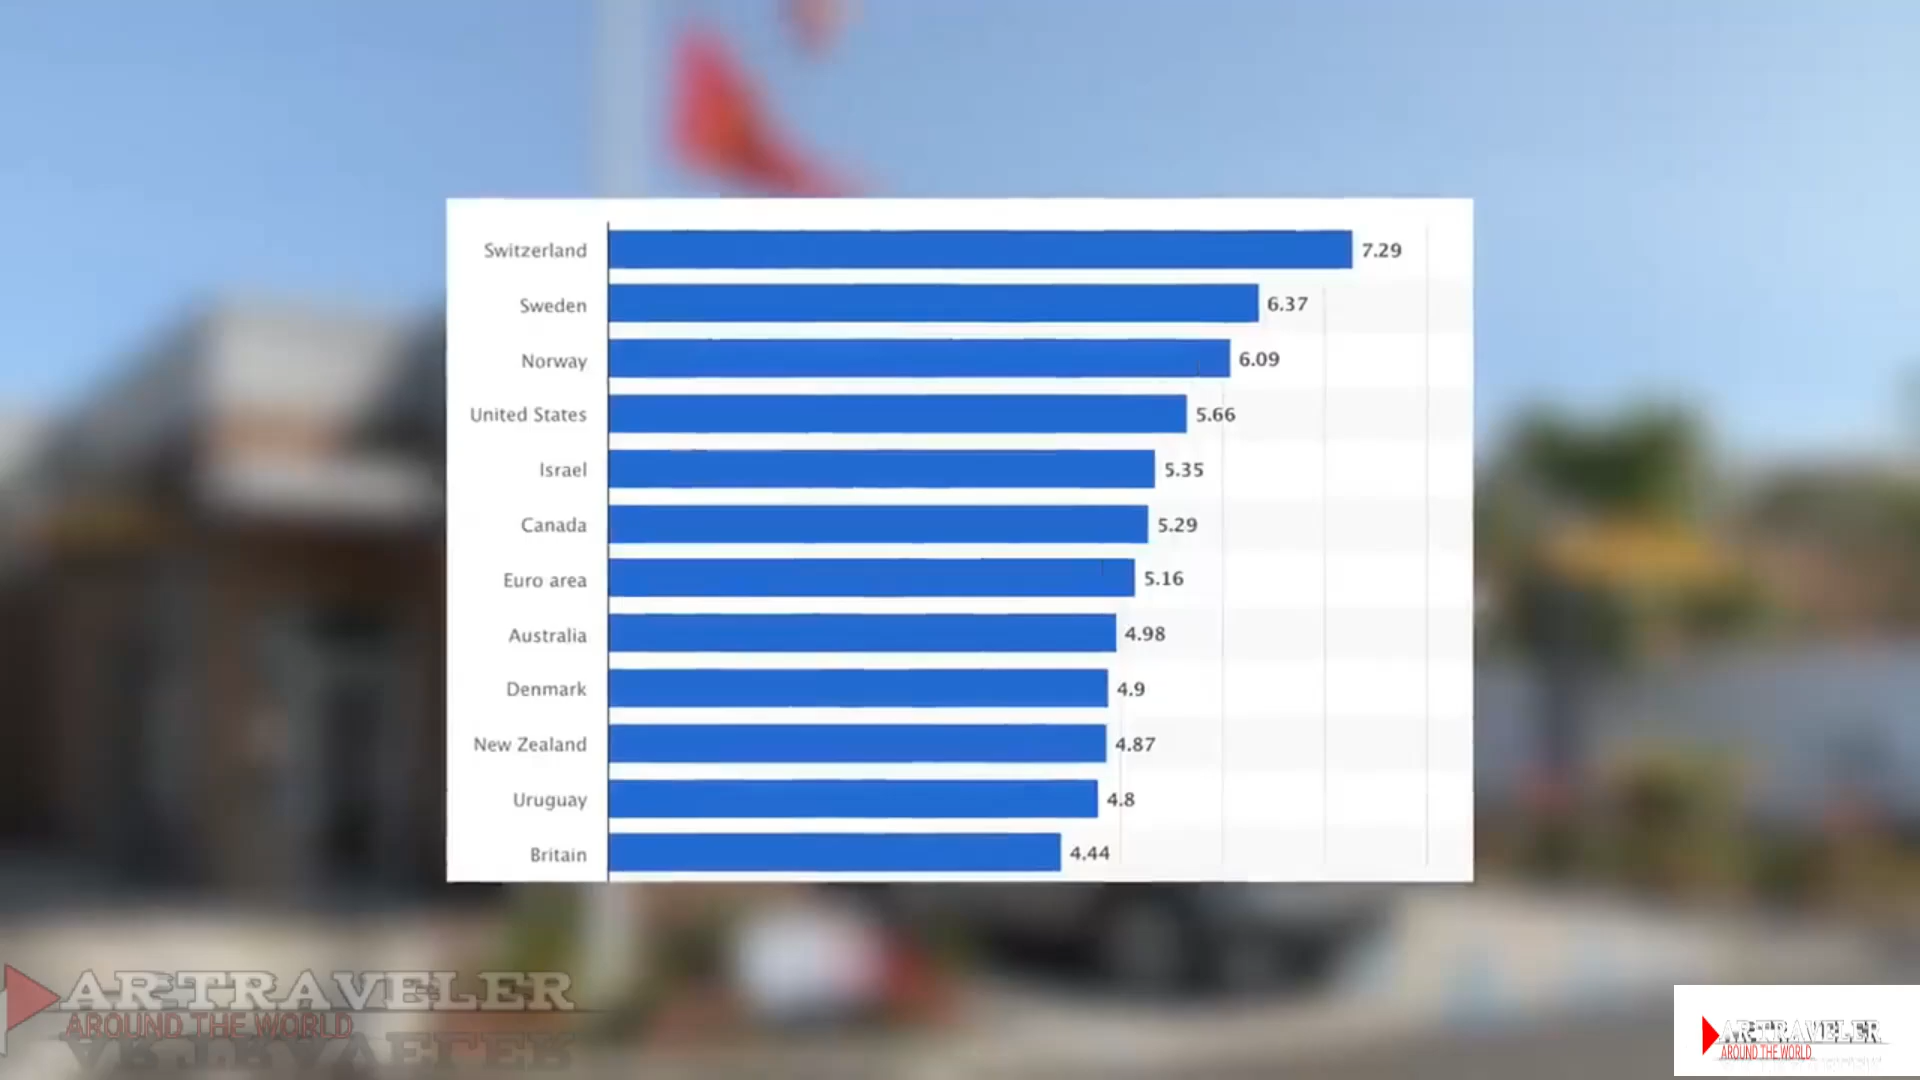 Switzerland 7.29
Sweden 6.37
Norway 6.09
United States 5.66
Israel 5.35
Canada 5.29
Euro area 5.16
Australia 4.98
Denmark 4.9
New Zealand 4.87
Uruguay 4.8
Britain 4.44
ARTRAVELER
AROUND THE WORLD
ARTRAVELER
AROUND THE WORLD